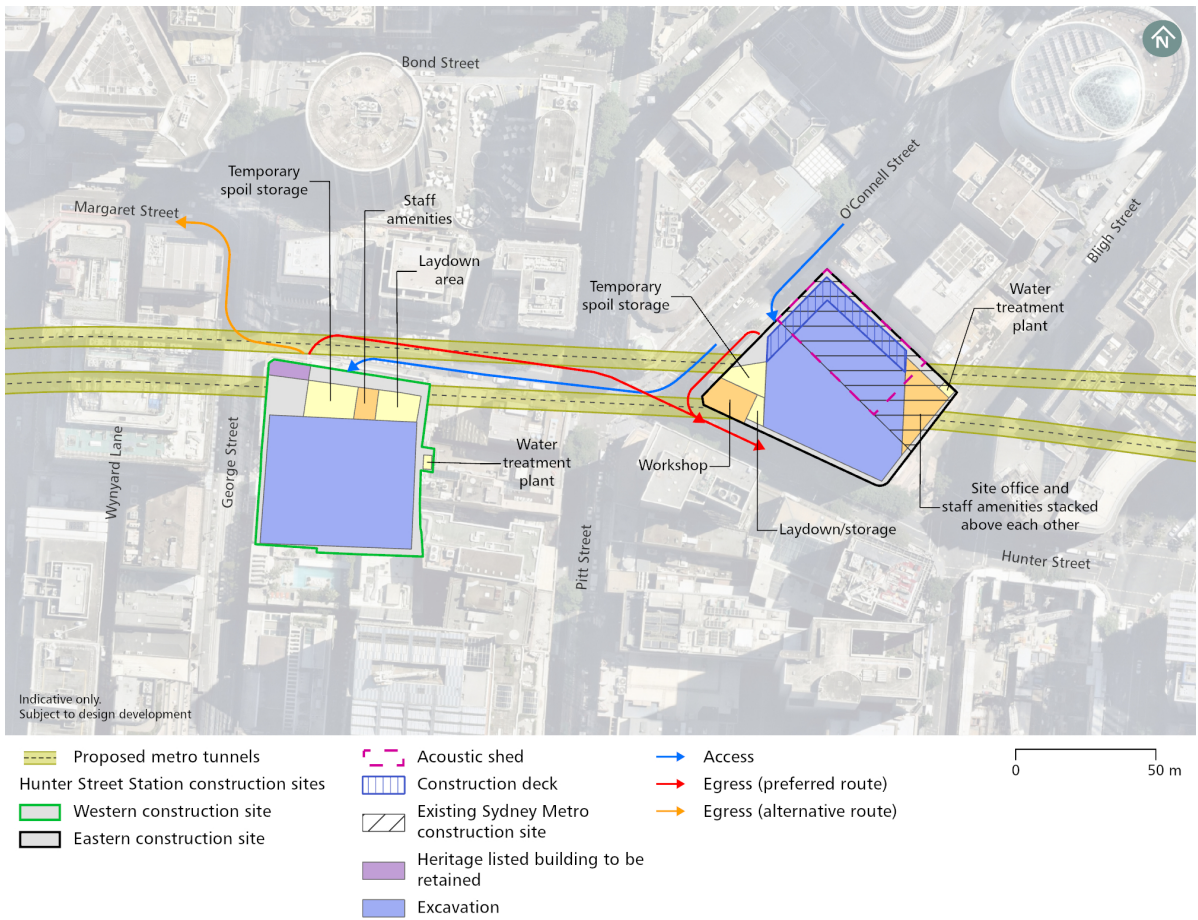 N
Bond Street
O'Connell Street
Temporary
spoil storage
Staff
amenities
Margaret Street
Bligh Street
Laydown
area
Temporary
spoil storage
Water
treatment
plant
Wynyard Lane
George Street
Water
treatment
plant
Workshop
Site office and
staff amenities stacked
above each other
Laydown/storage
Pitt Street
Hunter Street
Indicative only.
Subject to design development
Proposed metro tunnels
Hunter Street Station construction sites
Western construction site
Eastern construction site
Acoustic shed
Construction deck
Existing Sydney Metro
construction site
Heritage listed building to be
retained
Excavation
Access
Egress (preferred route)
Egress (alternative route)
0
50 m